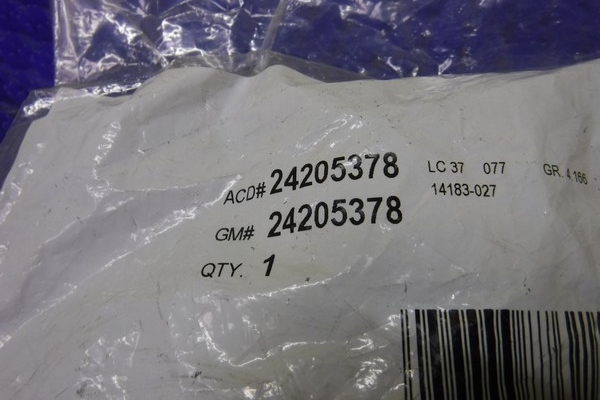 ACD# 24205378 LC 37 077 GR. 4.166
14183-027
GM# 24205378
QTY. 1